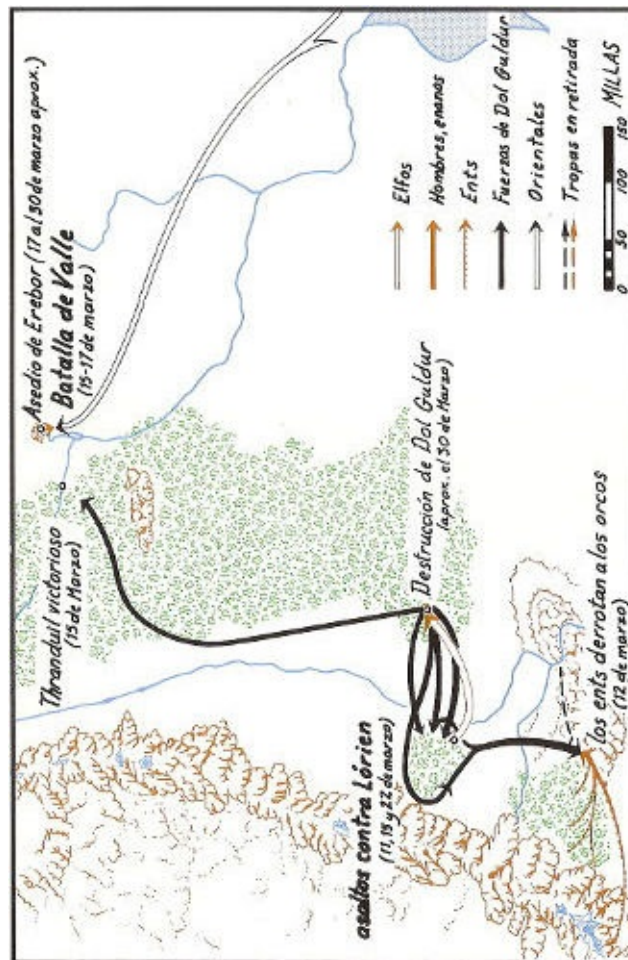 Asedio de Erebor (17 al 30 de marzo aprox.)
Batalla de Valle
(15-17 de marzo)
Thranduil victorioso
(15 de Marzo)
Destrucción de Dol Guldur
(aprox. el 30 de Marzo)
asaltos contra Lórien
(11, 15 y 22 de marzo)
los ents derrotan a los orcos
(12 de marzo)
Elfos
Hombres, enanos
Ents
Fuerzas de Dol Guldur
Orientales
Tropas en retirada
0 50 100 150
MILLAS